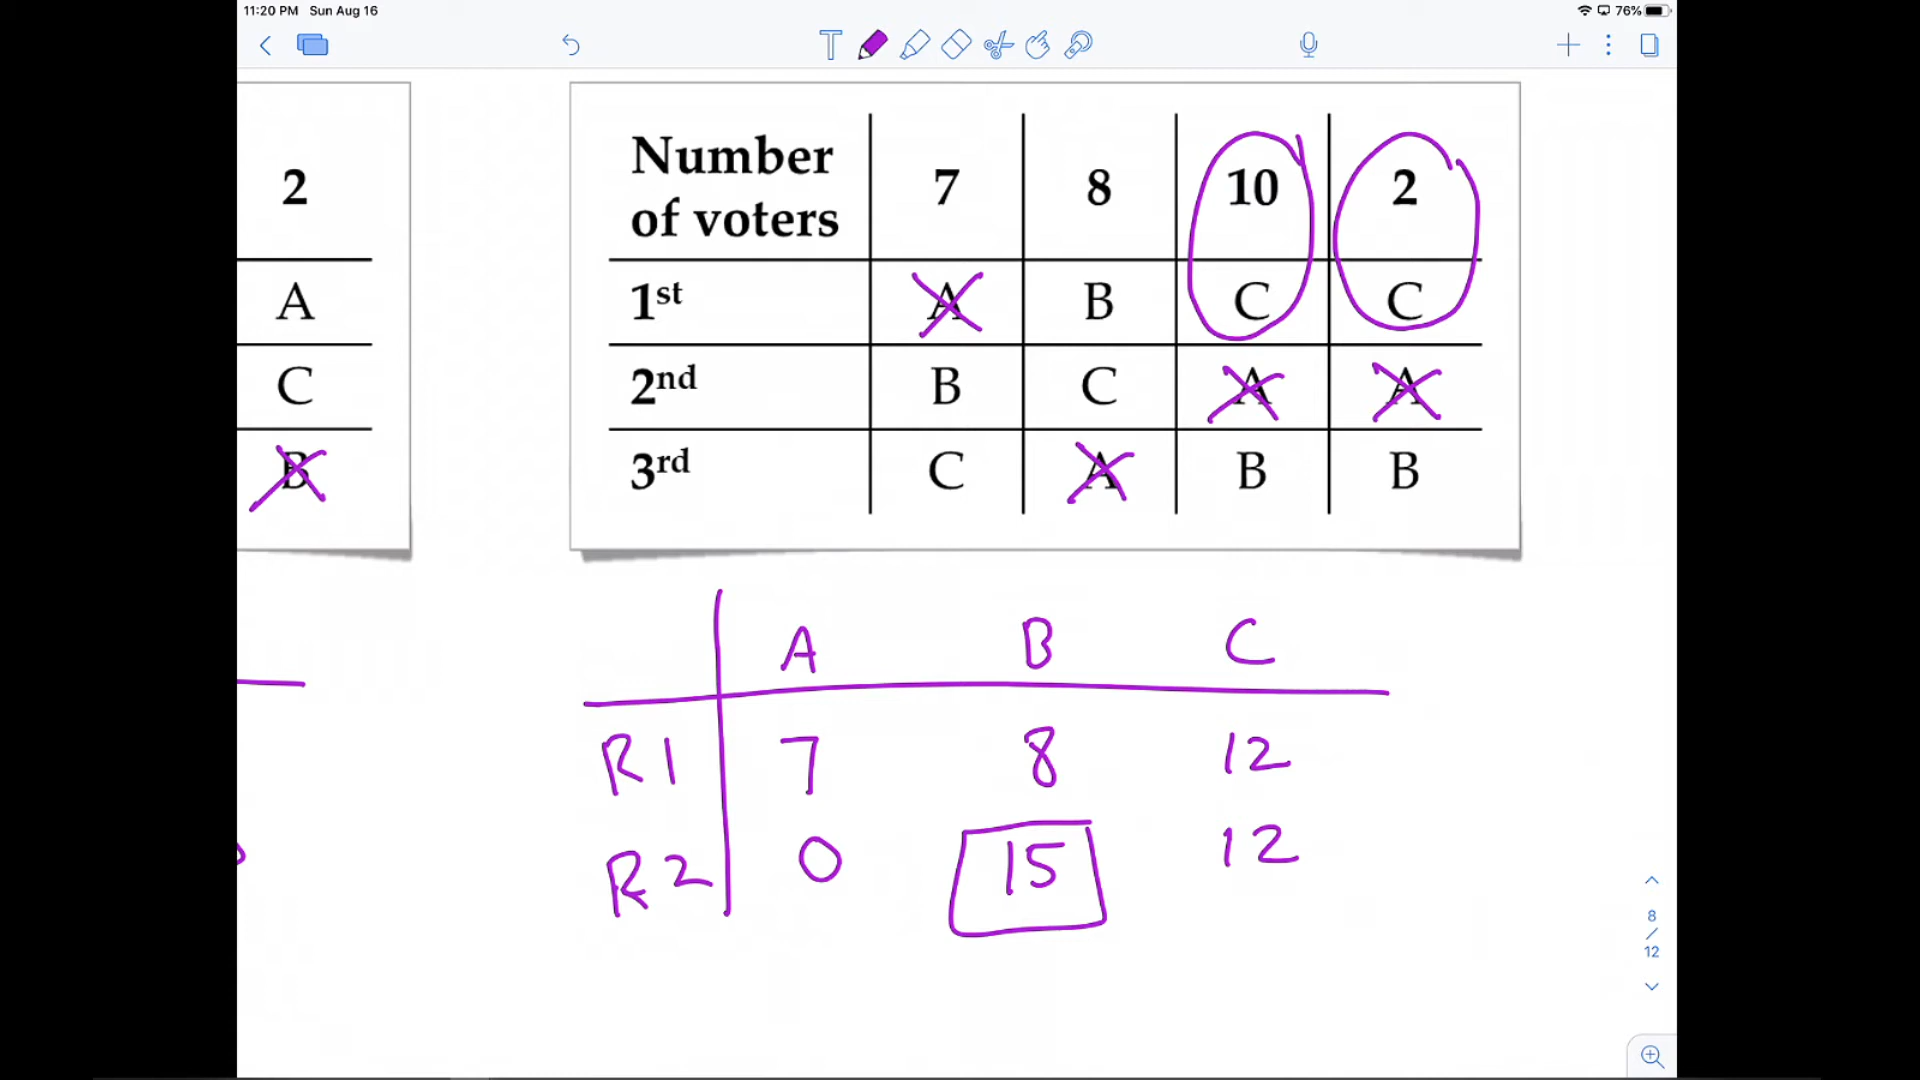 11:20 PM Sun Aug 16
76%
2
A
C
B
Number of voters 7 8 10 2
1st A B C C
2nd B C A A
3rd C A B B
A B C
R1 7 8 12
R2 0 15 12
8
/
12